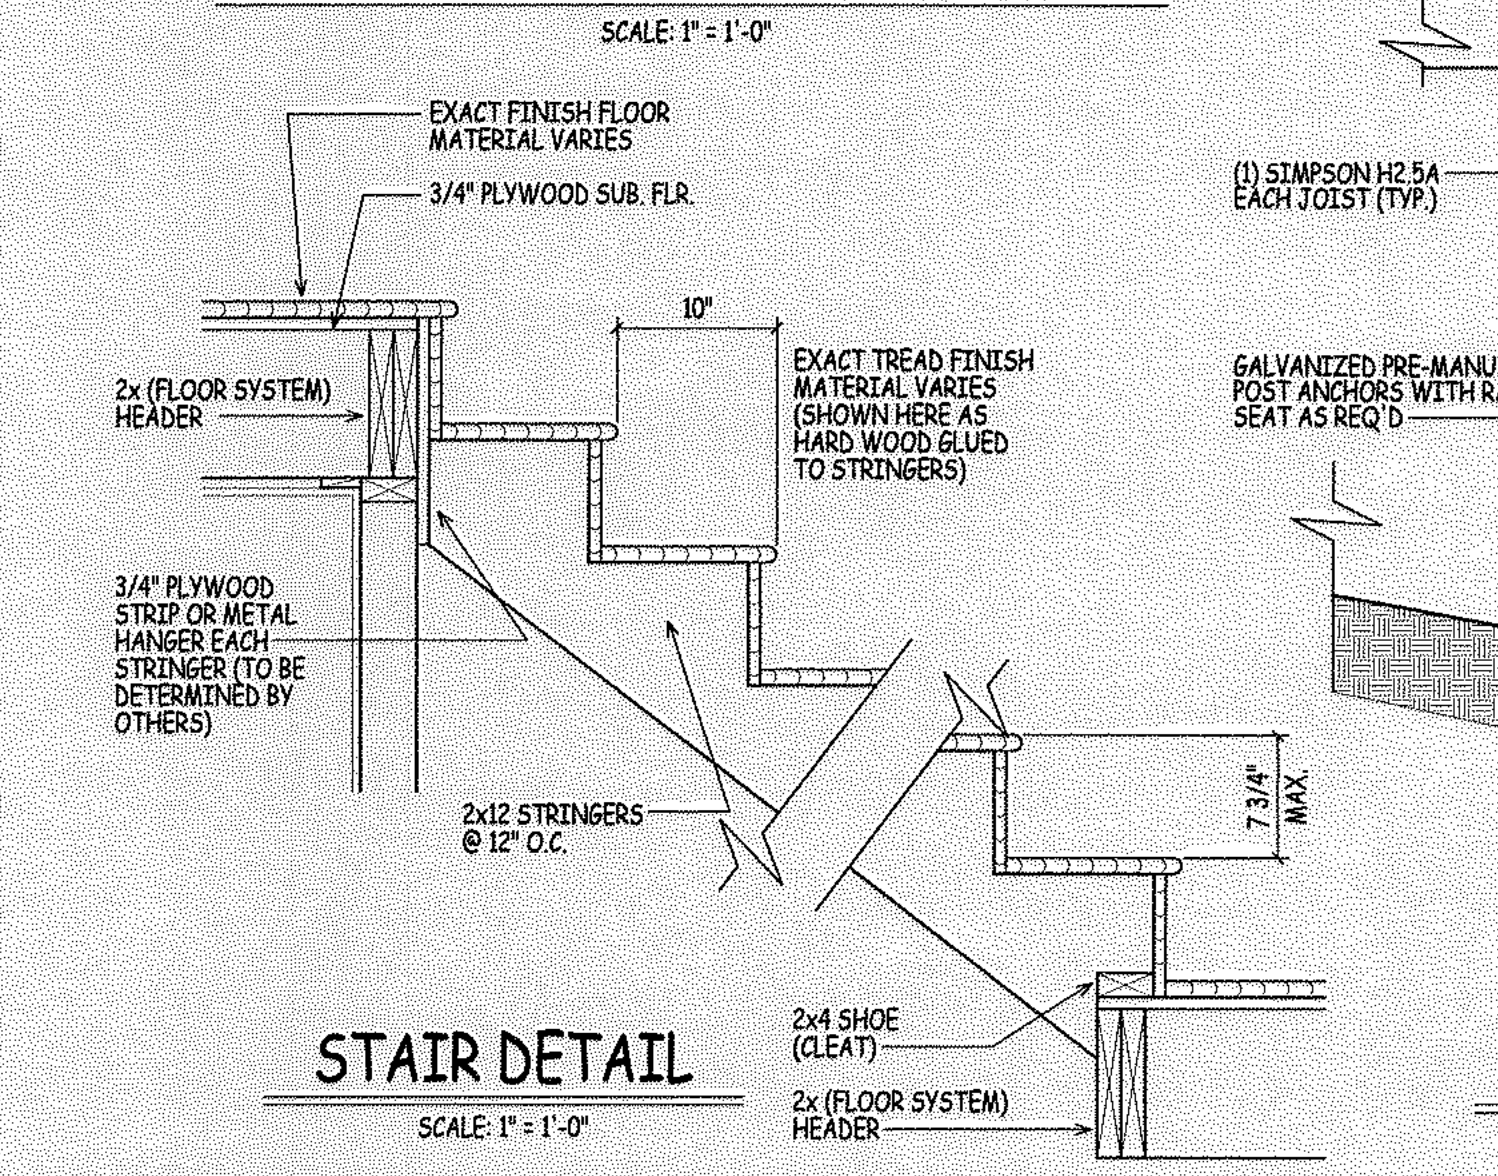 SCALE: 1" = 1'-0"
EXACT FINISH FLOOR
MATERIAL VARIES
3/4" PLYWOOD SUB. FLR.
(1) SIMPSON H2.5A
EACH JOIST (TYP.)
10"
2x (FLOOR SYSTEM)
HEADER
EXACT TREAD FINISH
MATERIAL VARIES
(SHOWN HERE AS
HARD WOOD GLUED
TO STRINGERS)
GALVANIZED PRE-MANU
POST ANCHORS WITH
SEAT AS REQ'D
3/4" PLYWOOD
STRIP OR METAL
HANGER EACH
STRINGER (TO BE
DETERMINED BY
OTHERS)
2x12 STRINGERS
@ 12" O.C.
7 3/4"
MAX.
2x4 SHOE
(CLEAT)
2x (FLOOR SYSTEM)
HEADER
STAIR DETAIL
SCALE: 1" = 1'-0"